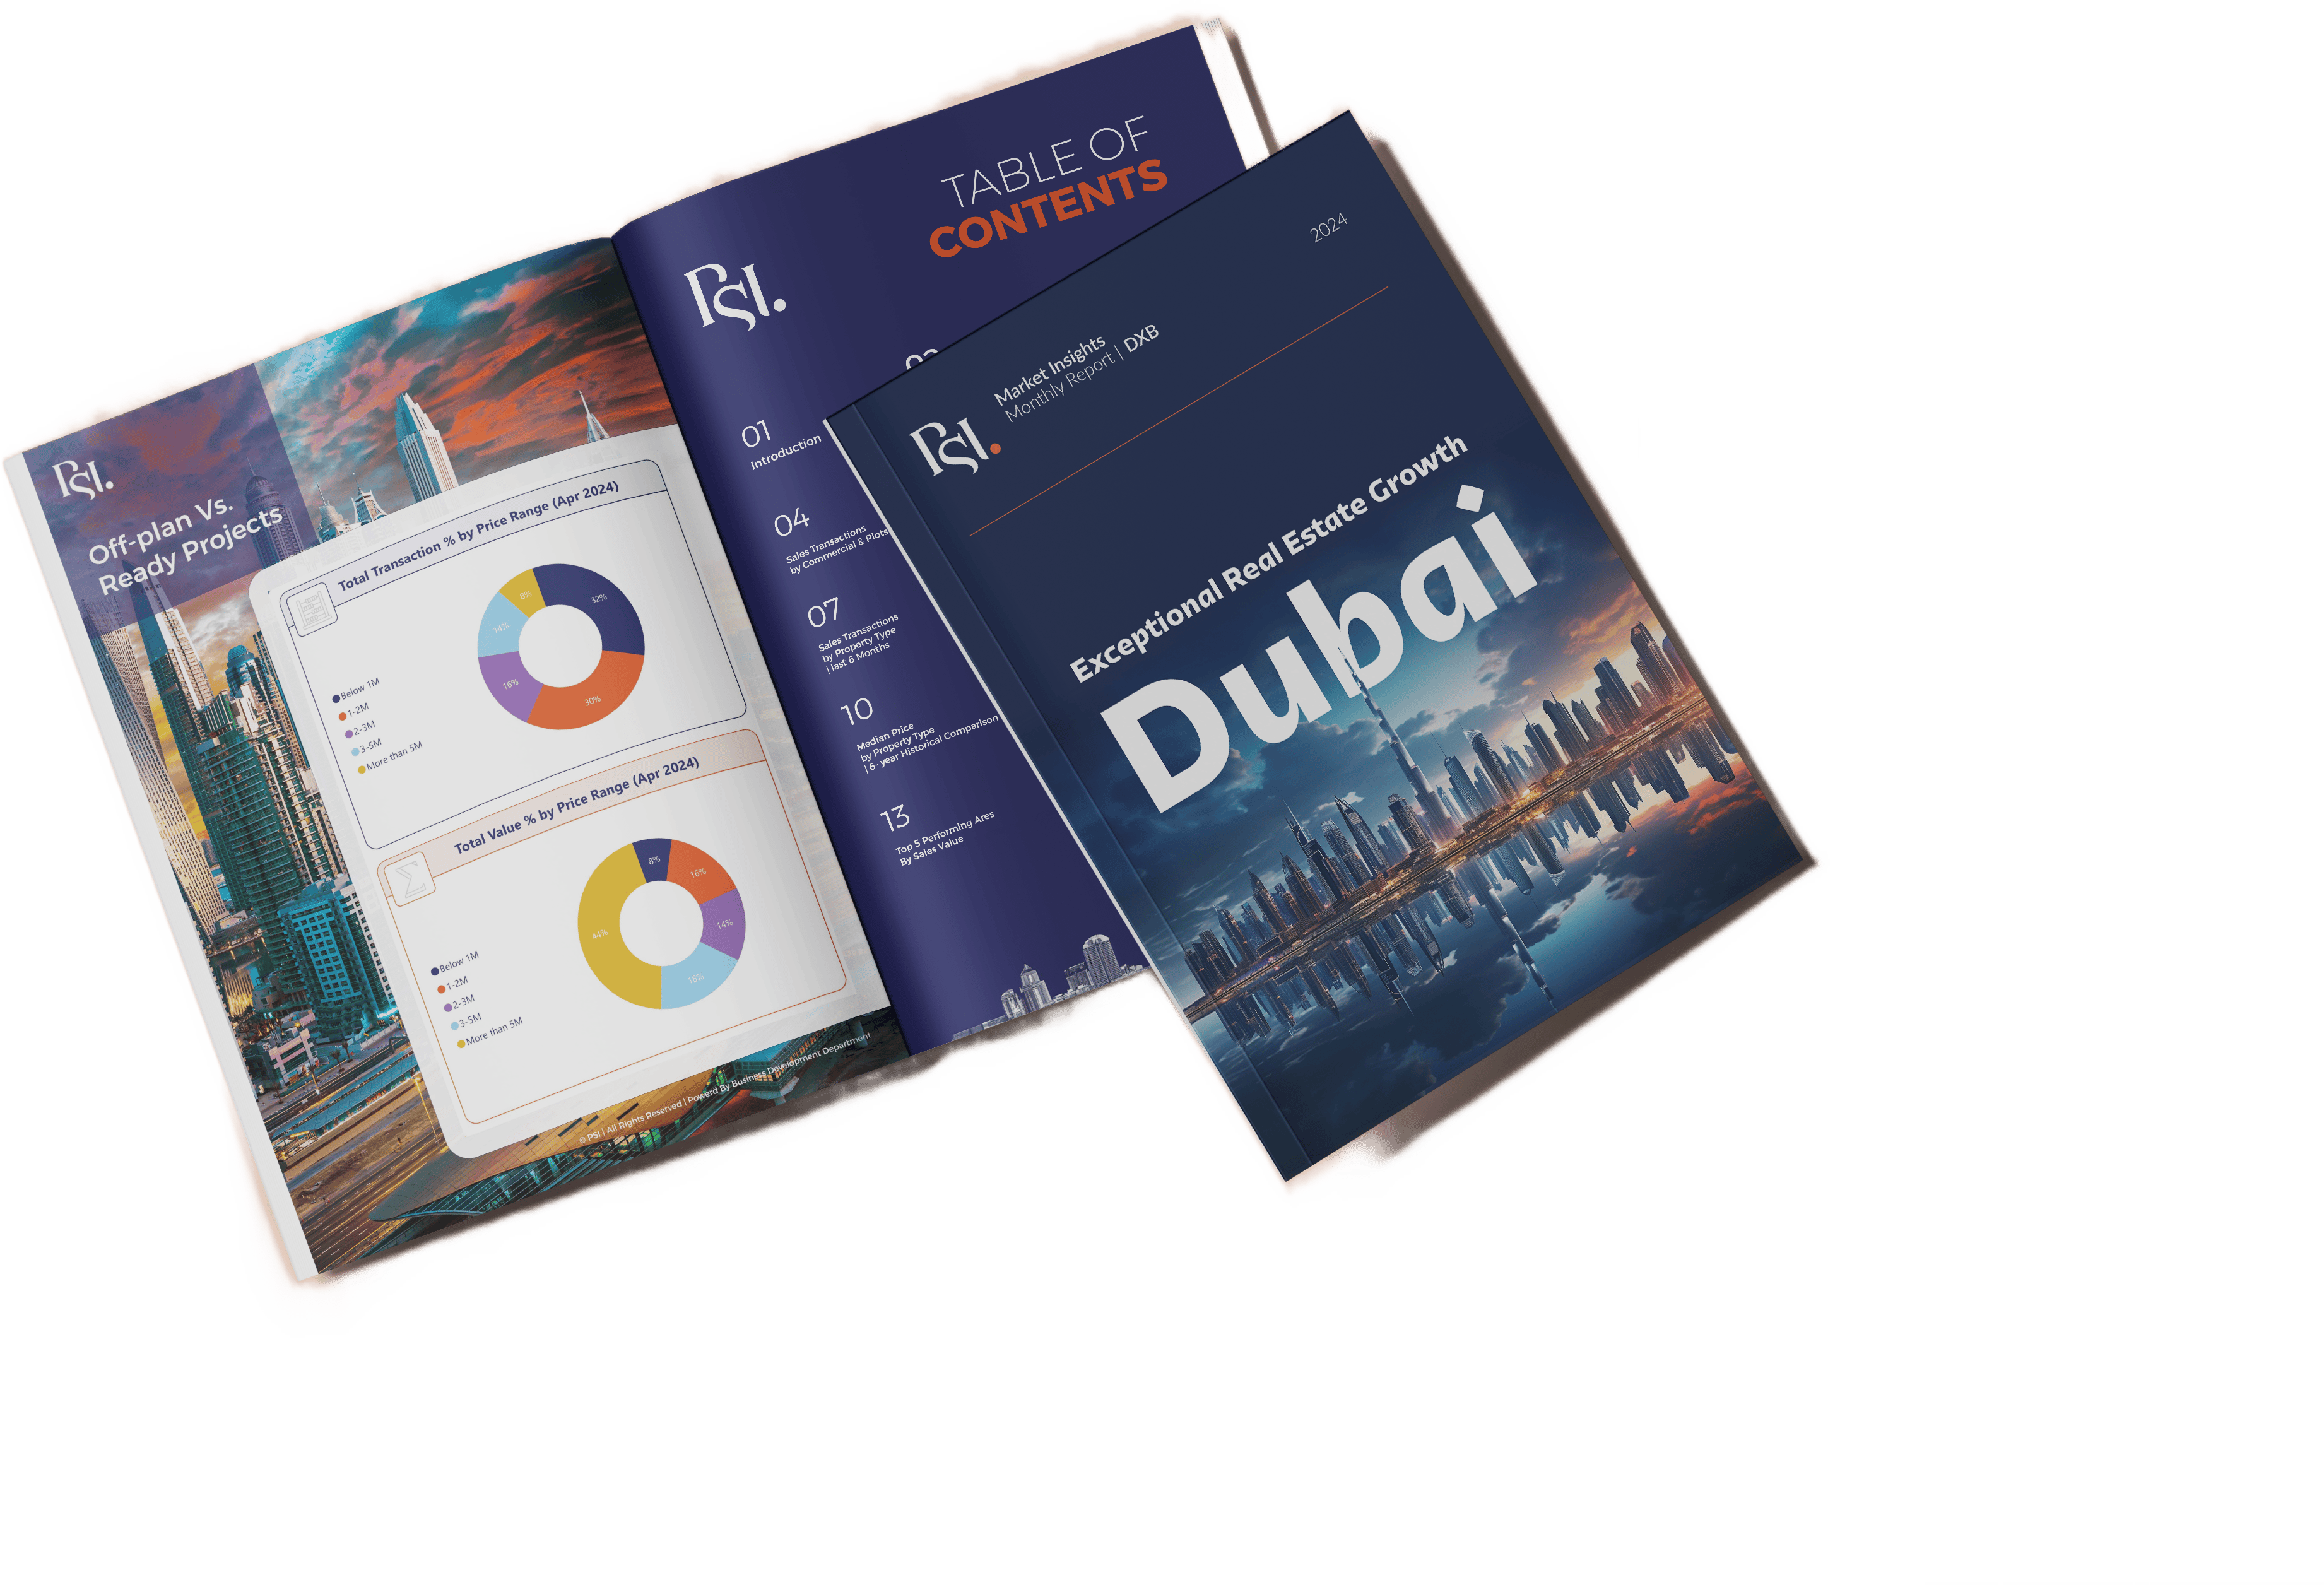 PSI.
Off-plan Vs.
Ready Projects
Total Transaction % by Price Range (Apr 2024)
32%
30%
16%
14%
8%
Below 1M
1-2M
2-3M
3-5M
More than 5M
Total Value % by Price Range (Apr 2024)
8%
16%
14%
18%
44%
Below 1M
1-2M
2-3M
3-5M
More than 5M
© PSI | All Rights Reserved | Powerd By Business Development Department
TABLE OF
CONTENTS
PSI.
01
Introduction
04
Sales Transactions
by Commercial & Plots
07
Sales Transactions
by Property Type
| last 6 Months
10
Median Price
by Property Type
| 6- year Historical Comparison
13
Top 5 Performing Ares
By Sales Value
2024
PSI.
Market Insights
Monthly Report | DXB
Exceptional Real Estate Growth
Dubai